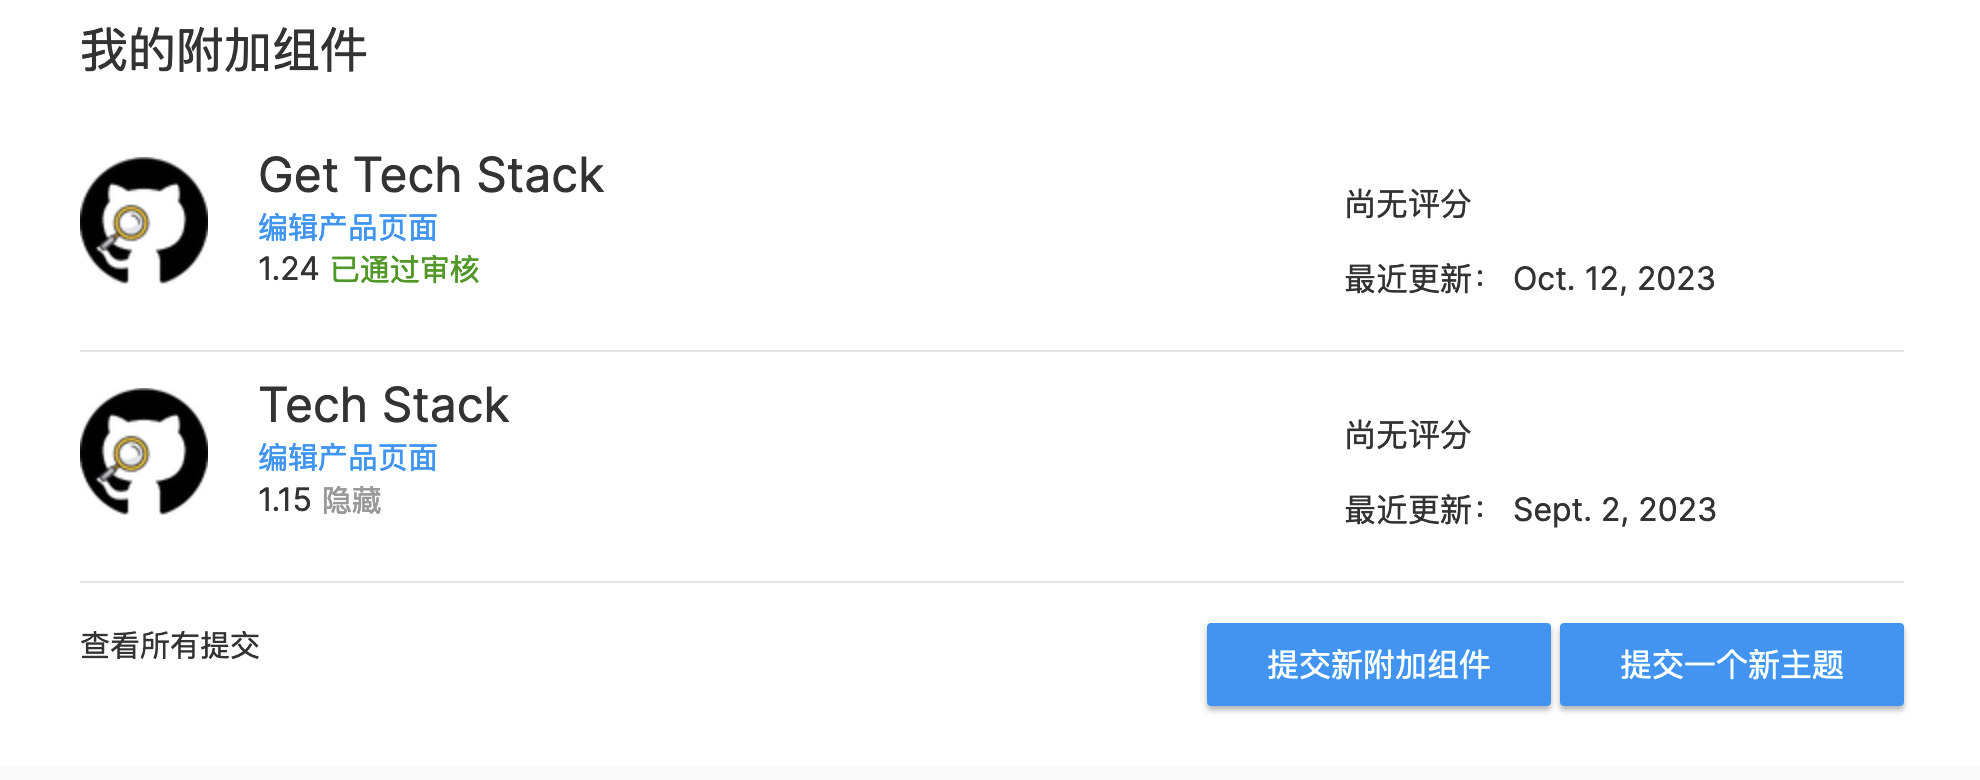 我的附加组件
Get Tech Stack
编辑产品页面
1.24 已通过审核
尚无评分
最近更新： Oct. 12, 2023
Tech Stack
编辑产品页面
1.15 隐藏
尚无评分
最近更新： Sept. 2, 2023
查看所有提交
提交新附加组件
提交一个新主题